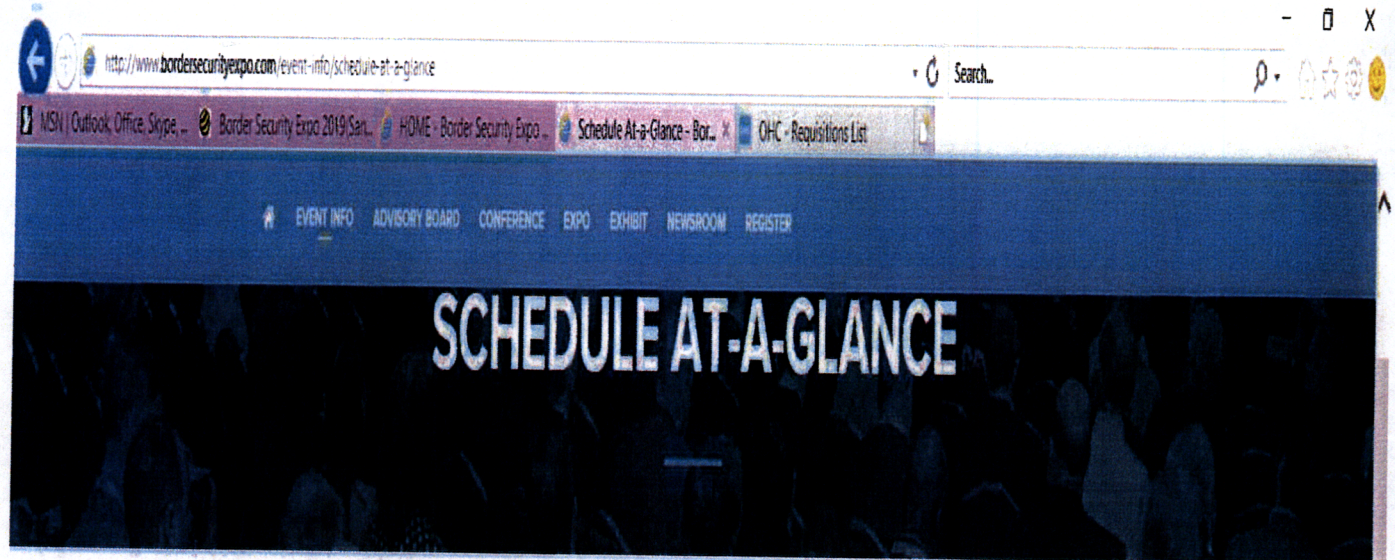 http://www.bordersecurityexpo.com/event-info/schedule-at-a-glance
Search...
MSN | Outlook, Office, Skype, ...
Border Security Expo 2019 (San...
HOME - Border Security Expo ...
Schedule At-a-Glance - Bor...
OHC - Requisitions List
EVENT INFO ADVISORY BOARD CONFERENCE EXPO EXHIBIT NEWSROOM REGISTER
SCHEDULE AT-A-GLANCE